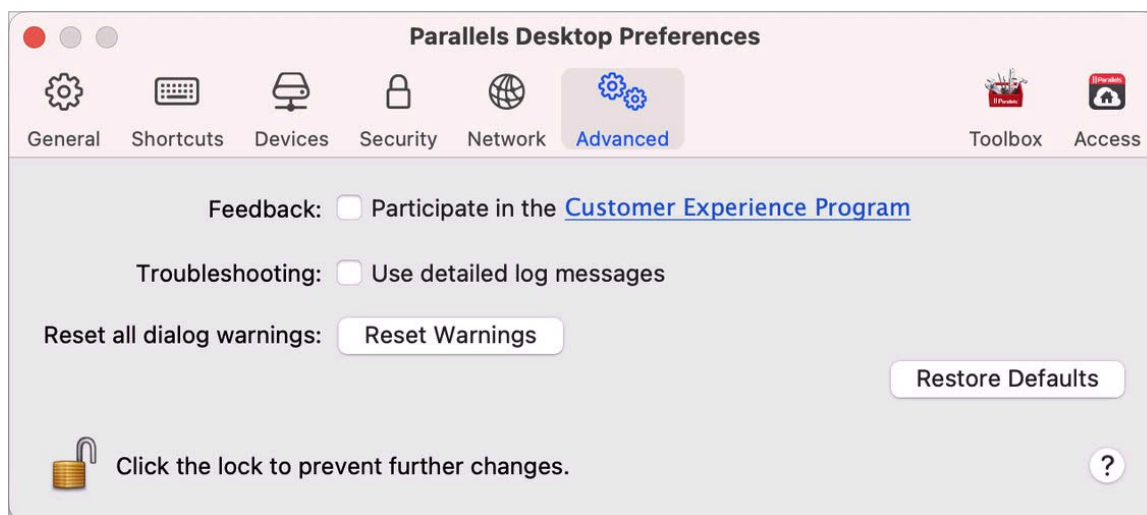 Parallels Desktop Preferences
General Shortcuts Devices Security Network Advanced Toolbox Access
Feedback: Participate in the Customer Experience Program
Troubleshooting: Use detailed log messages
Reset all dialog warnings: Reset Warnings
Restore Defaults
Click the lock to prevent further changes. ?